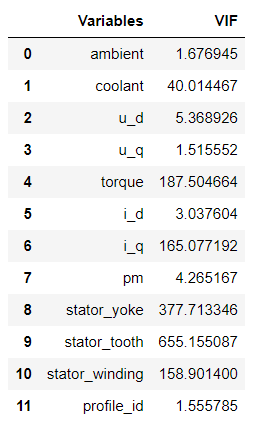 Variables VIF
0 ambient 1.676945
1 coolant 40.014467
2 u_d 5.368926
3 u_q 1.515552
4 torque 187.504664
5 i_d 3.037604
6 i_q 165.077192
7 pm 4.265167
8 stator_yoke 377.713346
9 stator_tooth 655.155087
10 stator_winding 158.901400
11 profile_id 1.555785